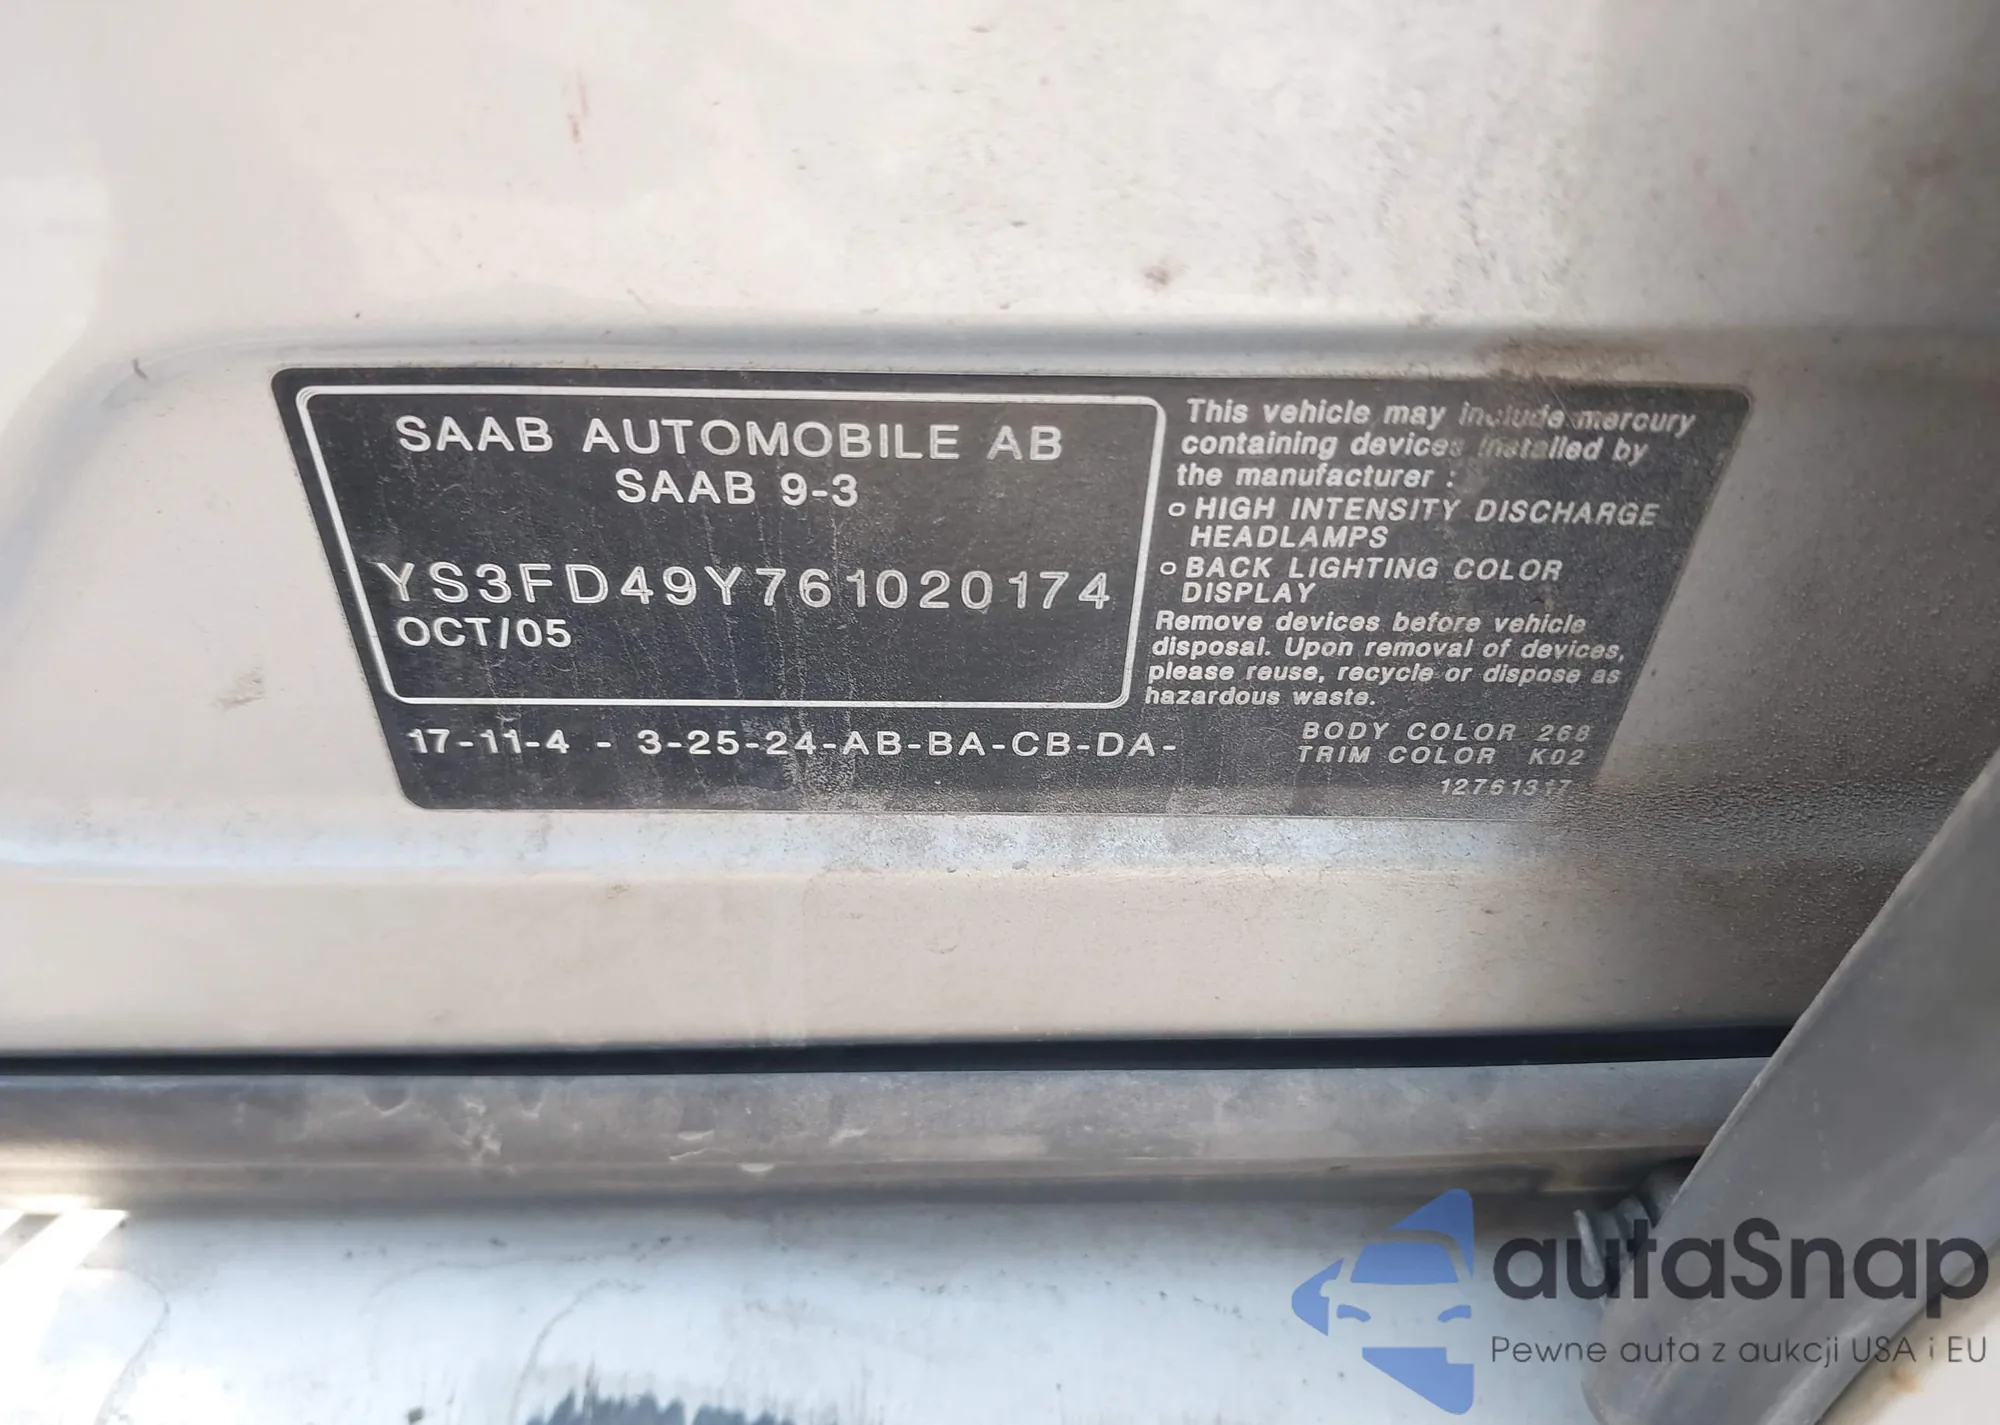 SAAB AUTOMOBILE AB
SAAB 9-3
YS3FD49Y761020174
OCT/05
17-11-4 - 3-25-24-AB-BA-CB-DA-
This vehicle may include mercury
containing devices installed by
the manufacturer :
o HIGH INTENSITY DISCHARGE
HEADLAMPS
o BACK LIGHTING COLOR
DISPLAY
Remove devices before vehicle
disposal. Upon removal of devices,
please reuse, recycle or dispose as
hazardous waste.
BODY COLOR 268
TRIM COLOR K02
12761317
autaSnap
Pewne auta z aukcji USA i EU